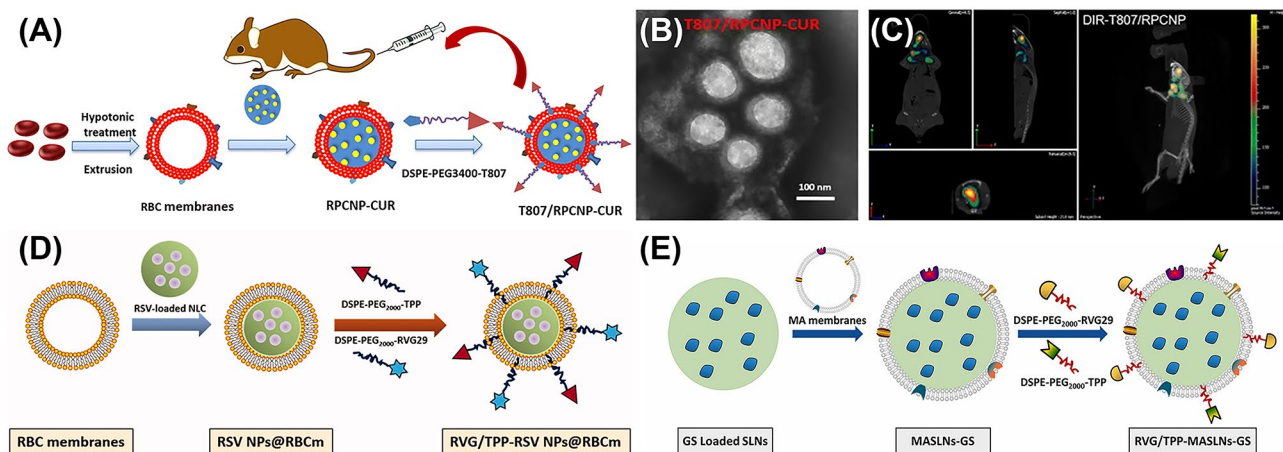 (A)
Hypotonic
treatment
Extrusion
RBC membranes
RPCNP-CUR
DSPE-PEG3400-T807
T807/RPCNP-CUR
(B)
T807/RPCNP-CUR
100 nm
(C)
DIR-T807/RPCNP
Perspective
(D)
RSV-loaded NLC
DSPE-PEG2000-TPP
DSPE-PEG2000-RVG29
RBC membranes
RSV NPs@RBCm
RVG/TPP-RSV NPs@RBCm
(E)
MA membranes
DSPE-PEG2000-RVG29
DSPE-PEG2000-TPP
GS Loaded SLNs
MASLNs-GS
RVG/TPP-MASLNs-GS